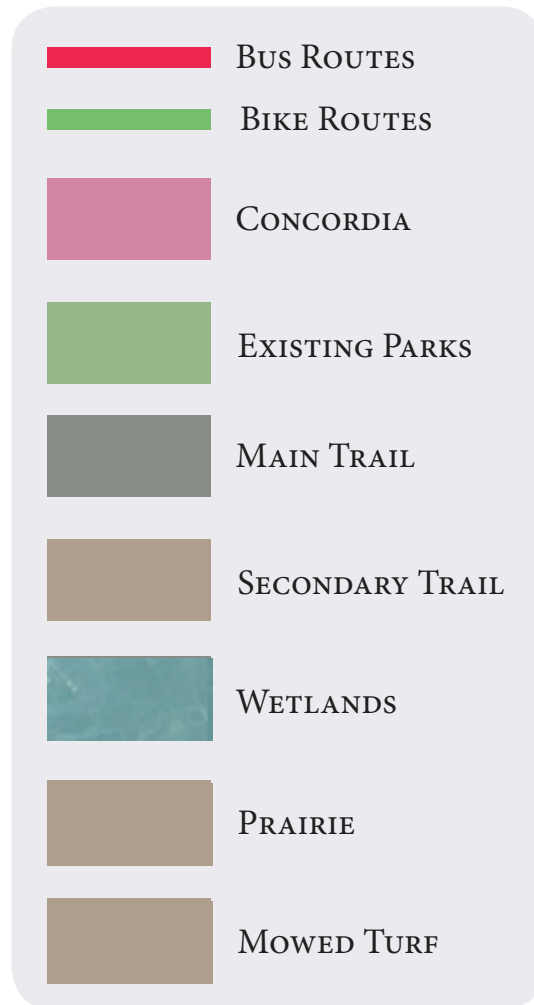 Bus Routes
Bike Routes
Concordia
Existing Parks
Main Trail
Secondary Trail
Wetlands
Prairie
Mowed Turf